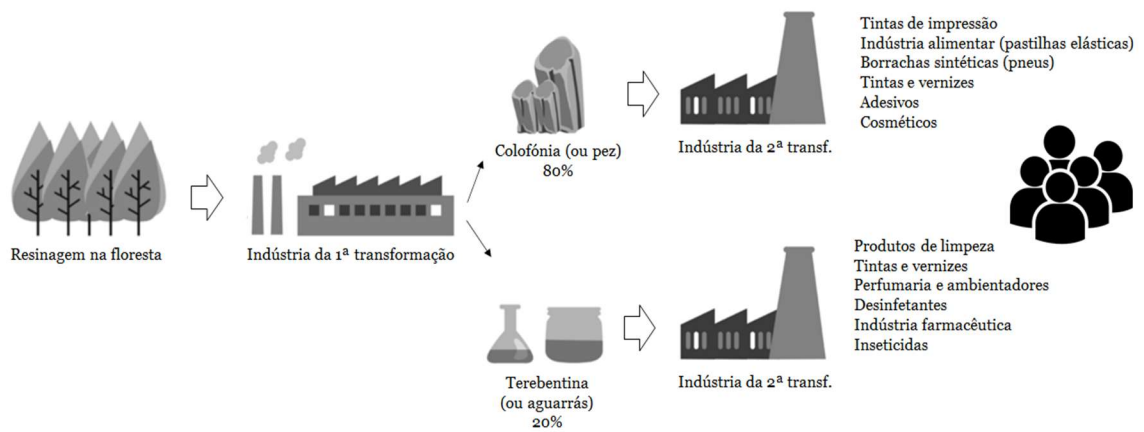 Resinagem na floresta
Indústria da 1ª transformação
Colofónia (ou pez)
80%
Indústria da 2ª transf.
Tintas de impressão
Indústria alimentar (pastilhas elásticas)
Borrachas sintéticas (pneus)
Tintas e vernizes
Adesivos
Cosméticos
Terebentina
(ou aguarrás)
20%
Indústria da 2ª transf.
Produtos de limpeza
Tintas e vernizes
Perfumaria e ambientadores
Desinfetantes
Indústria farmacêutica
Inseticidas